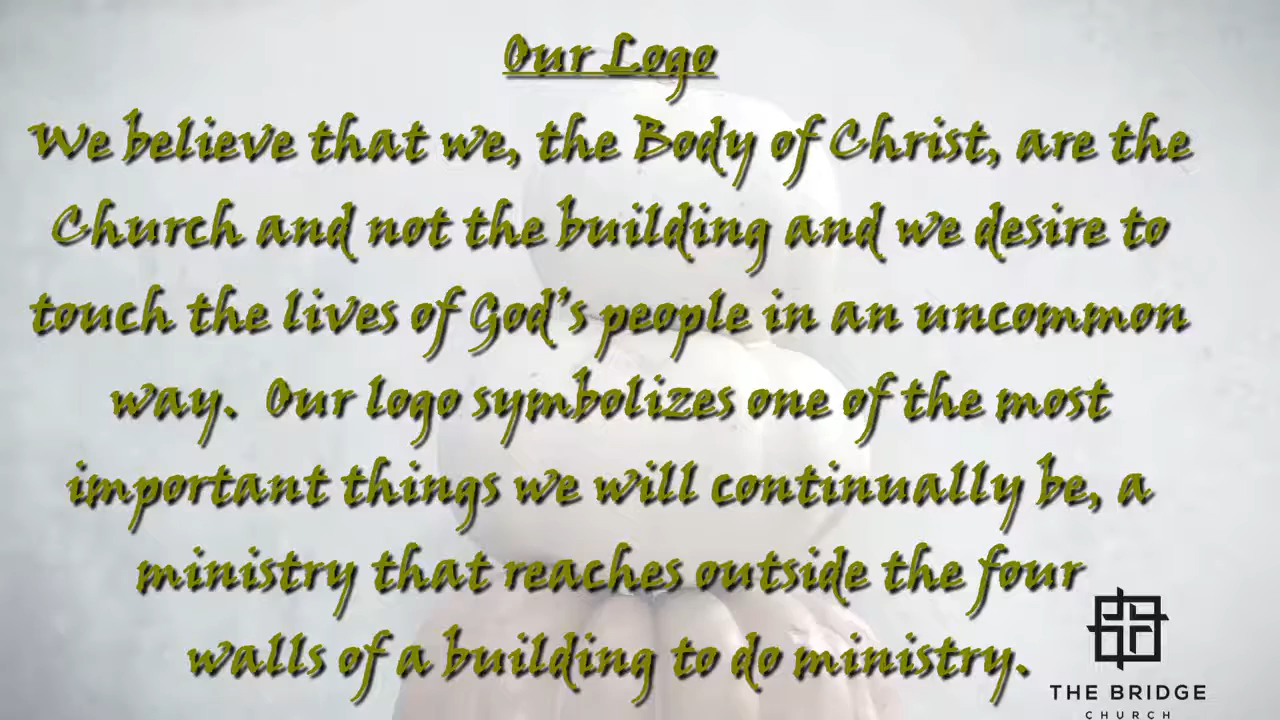 Our Logo
We believe that we, the Body of Christ, are the
Church and not the building and we desire to
touch the lives of God’s people in an uncommon
way.  Our logo symbolizes one of the most
important things we will continually be, a
ministry that reaches outside the four
walls of a building to do ministry.
THE BRIDGE
CHURCH